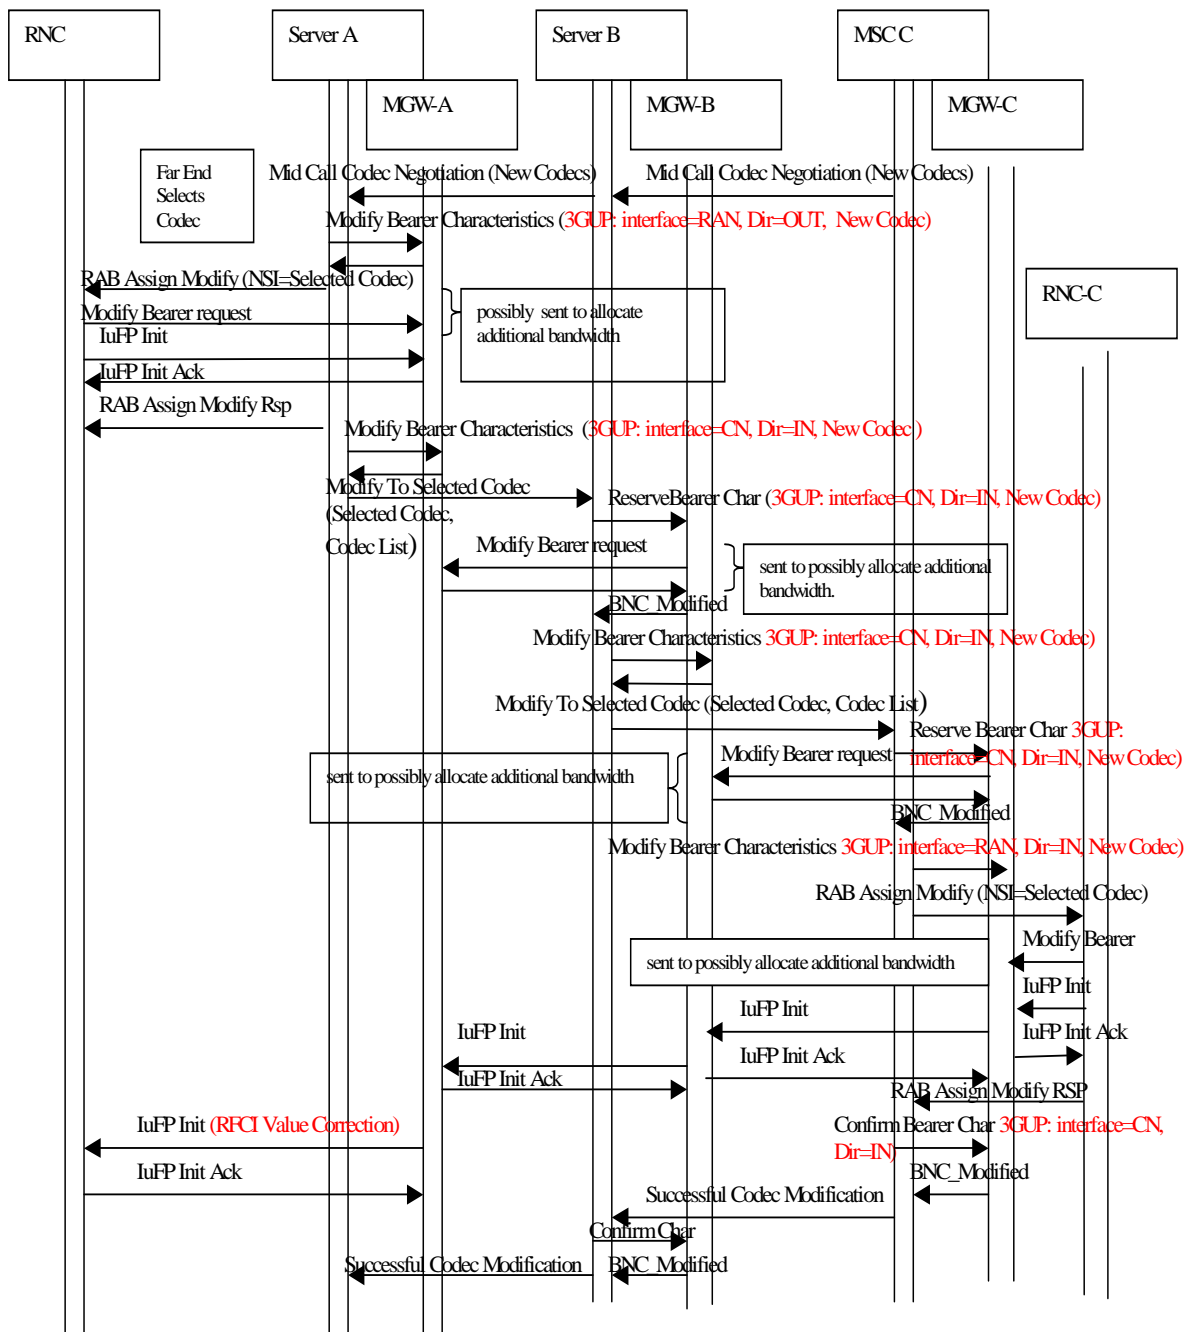 RNC
Server A
Server B
MSC C
MGW-A
MGW-B
MGW-C
Far End
Selects
Codec
Mid Call Codec Negotiation (New Codecs)
Mid Call Codec Negotiation (New Codecs)
Modify Bearer Characteristics (3GUP: interface=RAN, Dir=OUT, New Codec)
RAB Assign Modify (NSI=Selected Codec)
RNC-C
Modify Bearer request
possibly sent to allocate
additional bandwidth
IuFP Init
IuFP Init Ack
RAB Assign Modify Rsp
Modify Bearer Characteristics (3GUP: interface=CN, Dir=IN, New Codec )
Modify To Selected Codec
(Selected Codec,
Codec List)
ReserveBearer Char (3GUP: interface=CN, Dir=IN, New Codec)
Modify Bearer request
sent to possibly allocate additional
bandwidth.
BNC_Modified
Modify Bearer Characteristics 3GUP: interface=CN, Dir=IN, New Codec)
Modify To Selected Codec (Selected Codec, Codec List)
Reserve Bearer Char 3GUP:
interface=CN, Dir=IN, New Codec)
Modify Bearer request
sent to possibly allocate additional bandwidth
BNC_Modified
Modify Bearer Characteristics 3GUP: interface=RAN, Dir=IN, New Codec)
RAB Assign Modify (NSI=Selected Codec)
Modify Bearer
sent to possibly allocate additional bandwidth
IuFP Init
IuFP Init
IuFP Init
IuFP Init Ack
IuFP Init Ack
IuFP Init Ack
RAB Assign Modify RSP
IuFP Init (RFCI Value Correction)
Confirm Bearer Char 3GUP: interface=CN,
Dir=IN)
IuFP Init Ack
BNC_Modified
Successful Codec Modification
Confirm Char
Successful Codec Modification
BNC_Modified